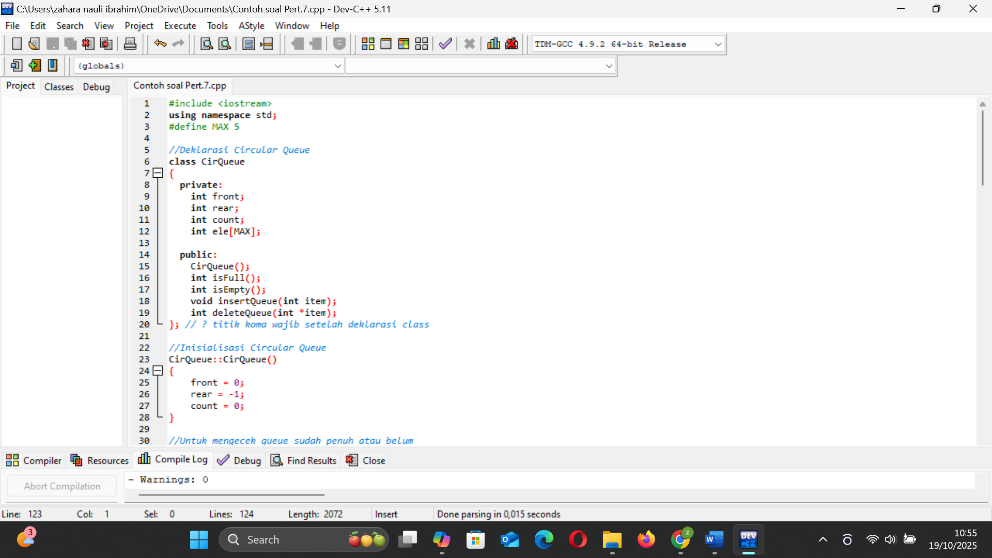 C:\Users\zahara nauli ibrahim\OneDrive\Documents\Contoh soal Pert.7.cpp - Dev-C++ 5.11
File Edit Search View Project Execute Tools AStyle Window Help
TDM-GCC 4.9.2 64-bit Release
(globals)
Project Classes Debug
Contoh soal Pert.7.cpp
1 #include <iostream>
2 using namespace std;
3 #define MAX 5
4
5 //Deklarasi Circular Queue
6 class CirQueue
7 {
8 private:
9 int front;
10 int rear;
11 int count;
12 int ele[MAX];
13
14 public:
15 CirQueue();
16 int isFull();
17 int isEmpty();
18 void insertQueue(int item);
19 int deleteQueue(int *item);
20 }; // ? titik koma wajib setelah deklarasi class
21
22 //Inisialisasi Circular Queue
23 CirQueue::CirQueue()
24 {
25 front = 0;
26 rear = -1;
27 count = 0;
28 }
29
30 //Untuk mengecek queue sudah penuh atau belum
Compiler Resources Compile Log Debug Find Results Close
Abort Compilation
- Warnings: 0
Line: 123 Col: 1 Sel: 0 Lines: 124 Length: 2072 Insert Done parsing in 0,015 seconds
3
Search
2
DEV
10:55
19/10/2025